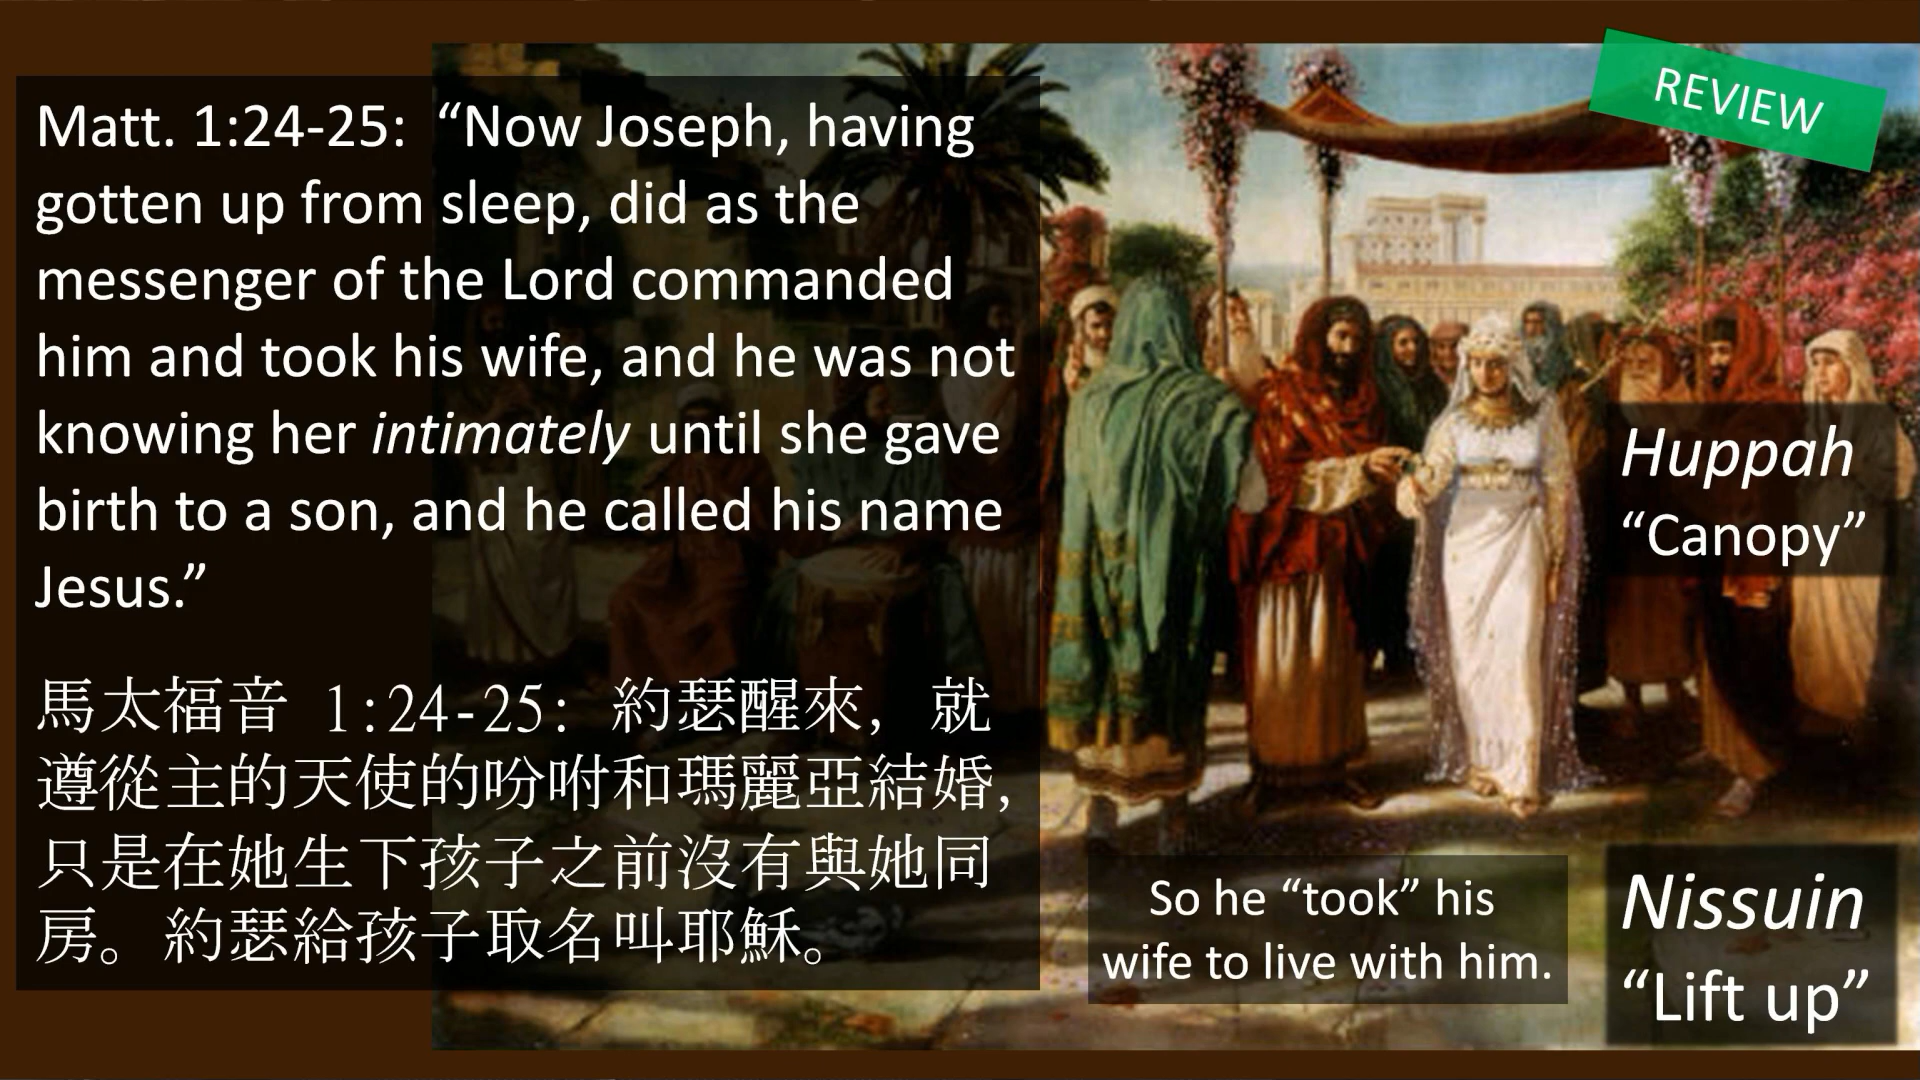 REVIEW
Matt. 1:24-25:  “Now Joseph, having
gotten up from sleep, did as the
messenger of the Lord commanded
him and took his wife, and he was not
knowing her intimately until she gave
birth to a son, and he called his name
Jesus.”
馬太福音 1:24-25: 約瑟醒來，就
遵從主的天使的吩咐和瑪麗亞結婚，
只是在她生下孩子之前沒有與她同
房。約瑟給孩子取名叫耶穌。
Huppah
“Canopy”
So he “took” his
wife to live with him.
Nissuin
“Lift up”